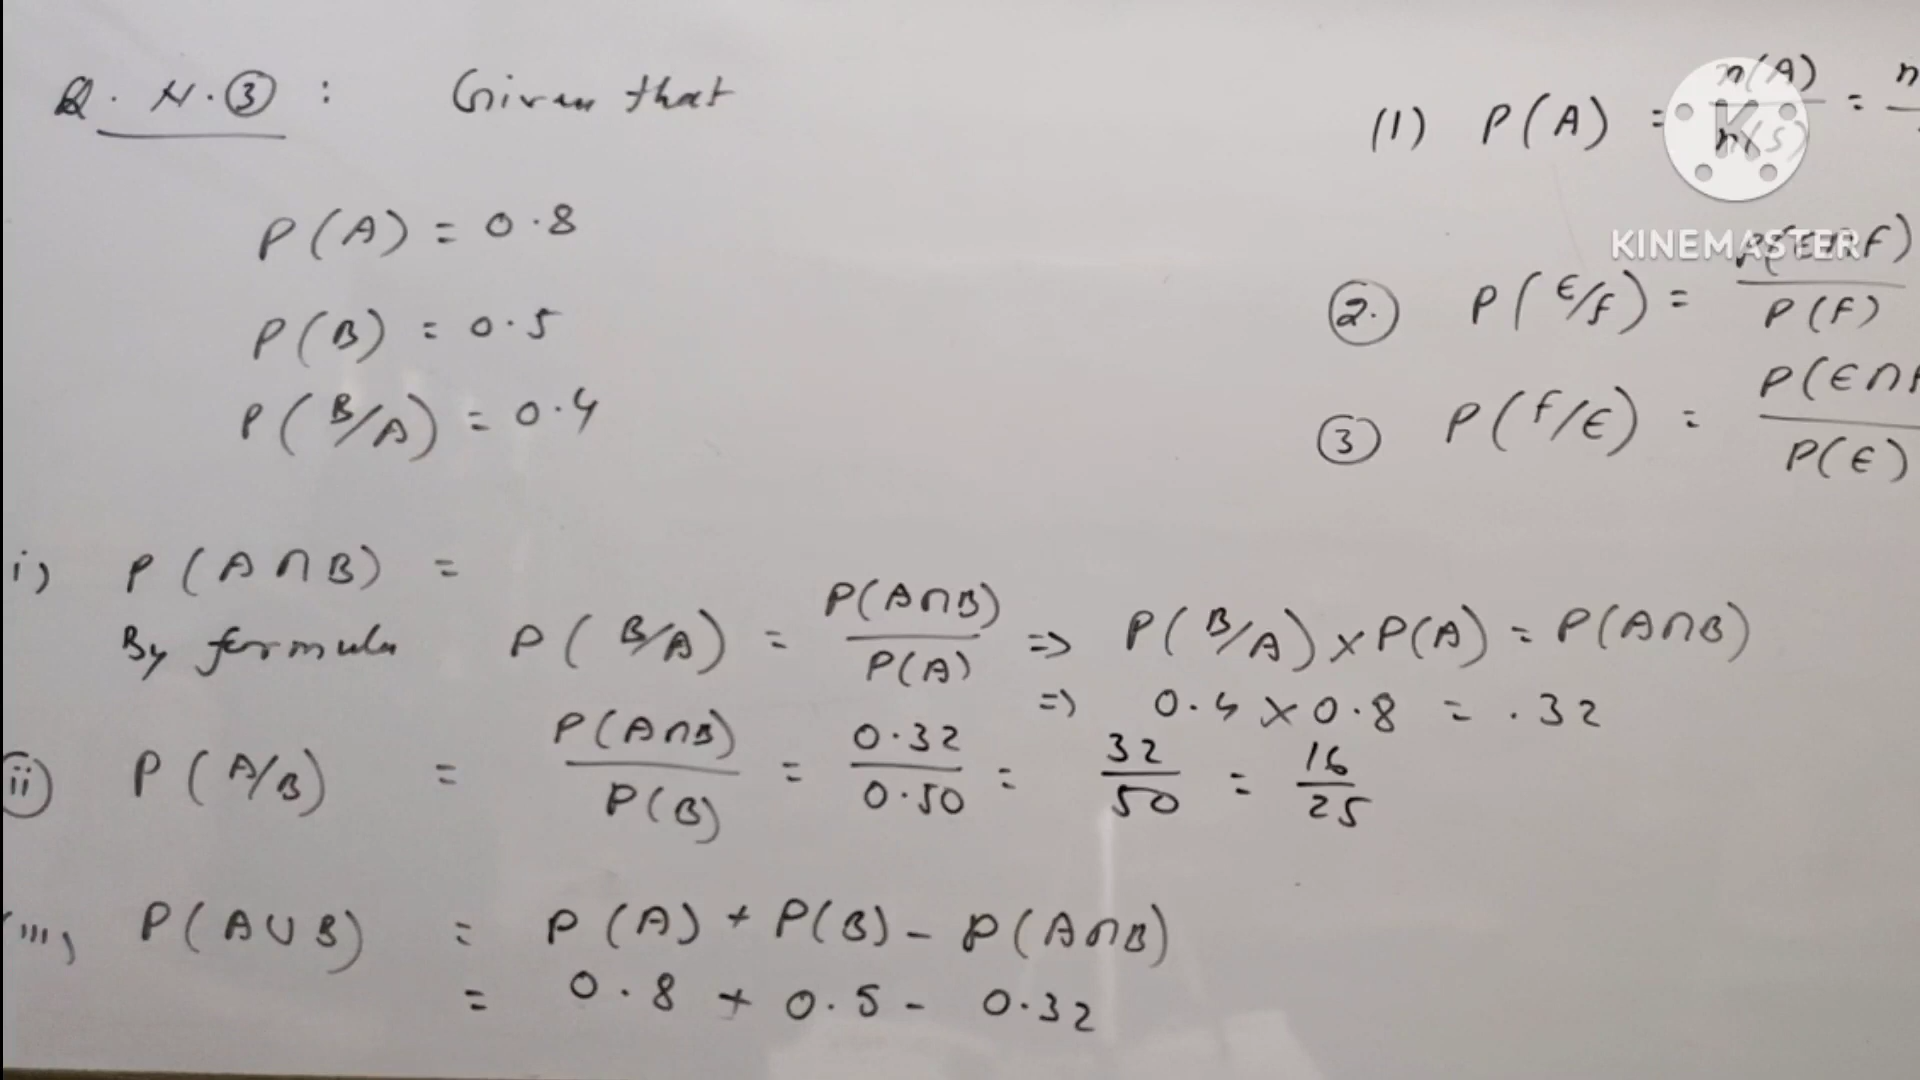 Q. N. ③ : Given that
P(A) = 0.8
P(B) = 0.5
P(B/A) = 0.4
(1) P(A) = n(A)/n(S) = n
②. P(E/F) = P(E∩F)/P(F)
③ P(F/E) = P(E∩F/P(E)
KINEMASTER
i) P(A∩B) =
By formula P(B/A) = P(A∩B)/P(A) => P(B/A) × P(A) = P(A∩B)
=> 0.4 × 0.8 = .32
ii) P(A/B) = P(A∩B)/P(B) = 0.32/0.50 = 32/50 = 16/25
iii) P(A∪B) = P(A) + P(B) - P(A∩B)
= 0.8 + 0.5 - 0.32